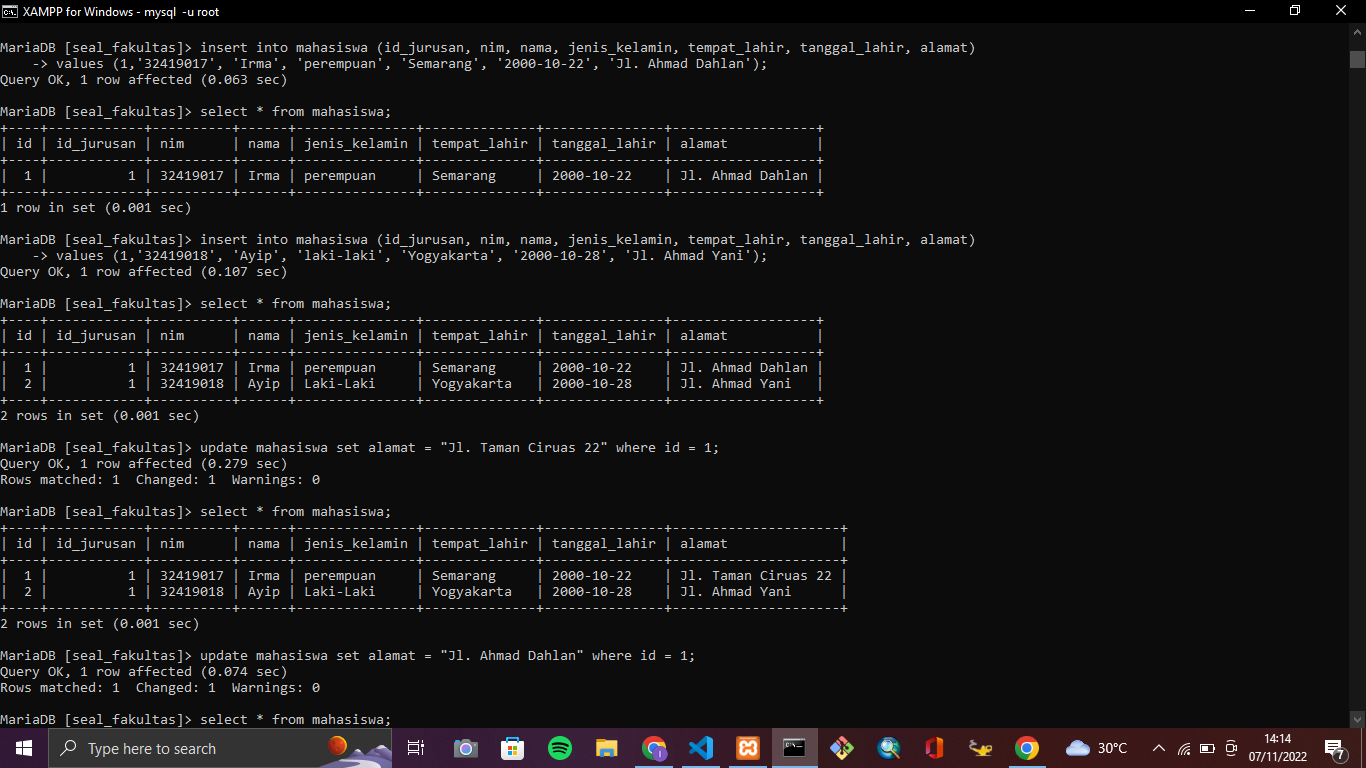 XAMPP for Windows - mysql  -u root
MariaDB [seal_fakultas]> insert into mahasiswa (id_jurusan, nim, nama, jenis_kelamin, tempat_lahir, tanggal_lahir, alamat)
    -> values (1,'32419017', 'Irma', 'perempuan', 'Semarang', '2000-10-22', 'Jl. Ahmad Dahlan');
Query OK, 1 row affected (0.063 sec)
MariaDB [seal_fakultas]> select * from mahasiswa;
+----+------------+----------+------+---------------+--------------+---------------+------------------+
| id | id_jurusan | nim      | nama | jenis_kelamin | tempat_lahir | tanggal_lahir | alamat           |
+----+------------+----------+------+---------------+--------------+---------------+------------------+
|  1 |          1 | 32419017 | Irma | perempuan     | Semarang     | 2000-10-22    | Jl. Ahmad Dahlan |
+----+------------+----------+------+---------------+--------------+---------------+------------------+
1 row in set (0.001 sec)
MariaDB [seal_fakultas]> insert into mahasiswa (id_jurusan, nim, nama, jenis_kelamin, tempat_lahir, tanggal_lahir, alamat)
    -> values (1,'32419018', 'Ayip', 'laki-laki', 'Yogyakarta', '2000-10-28', 'Jl. Ahmad Yani');
Query OK, 1 row affected (0.107 sec)
MariaDB [seal_fakultas]> select * from mahasiswa;
+----+------------+----------+------+---------------+--------------+---------------+------------------+
| id | id_jurusan | nim      | nama | jenis_kelamin | tempat_lahir | tanggal_lahir | alamat           |
+----+------------+----------+------+---------------+--------------+---------------+------------------+
|  1 |          1 | 32419017 | Irma | perempuan     | Semarang     | 2000-10-22    | Jl. Ahmad Dahlan |
|  2 |          1 | 32419018 | Ayip | Laki-Laki     | Yogyakarta   | 2000-10-28    | Jl. Ahmad Yani   |
+----+------------+----------+------+---------------+--------------+---------------+------------------+
2 rows in set (0.001 sec)
MariaDB [seal_fakultas]> update mahasiswa set alamat = "Jl. Taman Ciruas 22" where id = 1;
Query OK, 1 row affected (0.279 sec)
Rows matched: 1  Changed: 1  Warnings: 0
MariaDB [seal_fakultas]> select * from mahasiswa;
+----+------------+----------+------+---------------+--------------+---------------+---------------------+
| id | id_jurusan | nim      | nama | jenis_kelamin | tempat_lahir | tanggal_lahir | alamat              |
+----+------------+----------+------+---------------+--------------+---------------+---------------------+
|  1 |          1 | 32419017 | Irma | perempuan     | Semarang     | 2000-10-22    | Jl. Taman Ciruas 22 |
|  2 |          1 | 32419018 | Ayip | Laki-Laki     | Yogyakarta   | 2000-10-28    | Jl. Ahmad Yani      |
+----+------------+----------+------+---------------+--------------+---------------+---------------------+
2 rows in set (0.001 sec)
MariaDB [seal_fakultas]> update mahasiswa set alamat = "Jl. Ahmad Dahlan" where id = 1;
Query OK, 1 row affected (0.074 sec)
Rows matched: 1  Changed: 1  Warnings: 0
MariaDB [seal_fakultas]> select * from mahasiswa;
Type here to search
30°C
14:14
07/11/2022
7